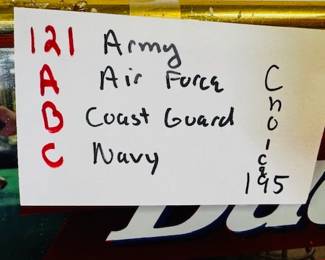 121 Army
A Air Force
B Coast Guard
C Navy
Choice
195